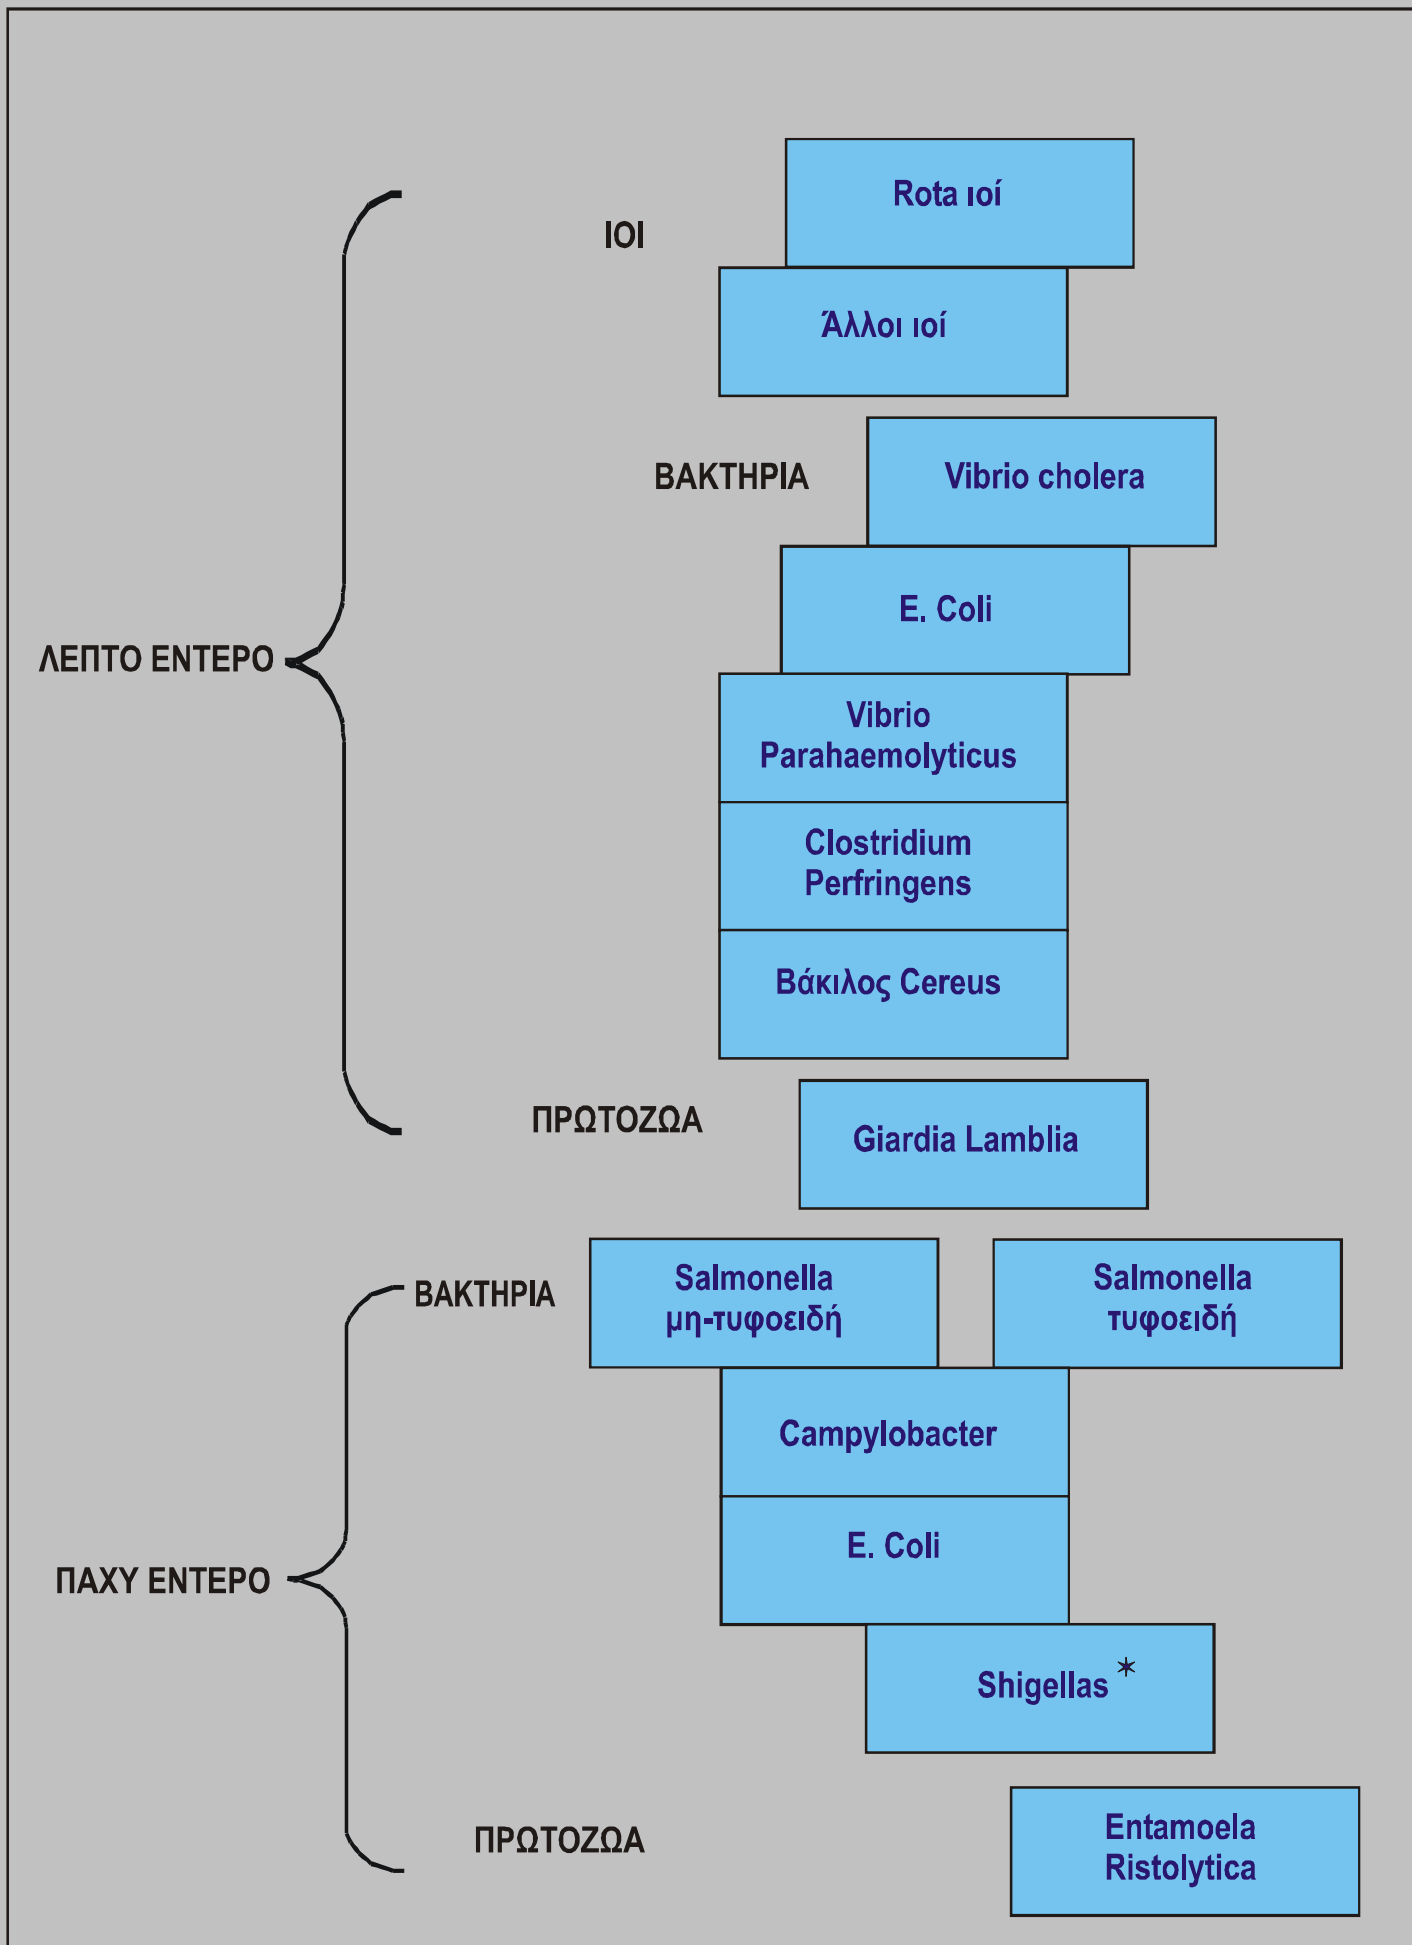 Rota ιοί
ΙΟΙ
Άλλοι ιοί
ΒΑΚΤΗΡΙΑ
Vibrio cholera
E. Coli
ΛΕΠΤΟ ΕΝΤΕΡΟ
Vibrio
Parahaemolyticus
Clostridium
Perfringens
Βάκιλος Cereus
ΠΡΩΤΟΖΩΑ
Giardia Lamblia
ΒΑΚΤΗΡΙΑ
Salmonella
μη-τυφοειδή
Salmonella
τυφοειδή
Campylobacter
E. Coli
ΠΑΧΥ ΕΝΤΕΡΟ
Shigellas *
ΠΡΩΤΟΖΩΑ
Entamoela
Ristolytica